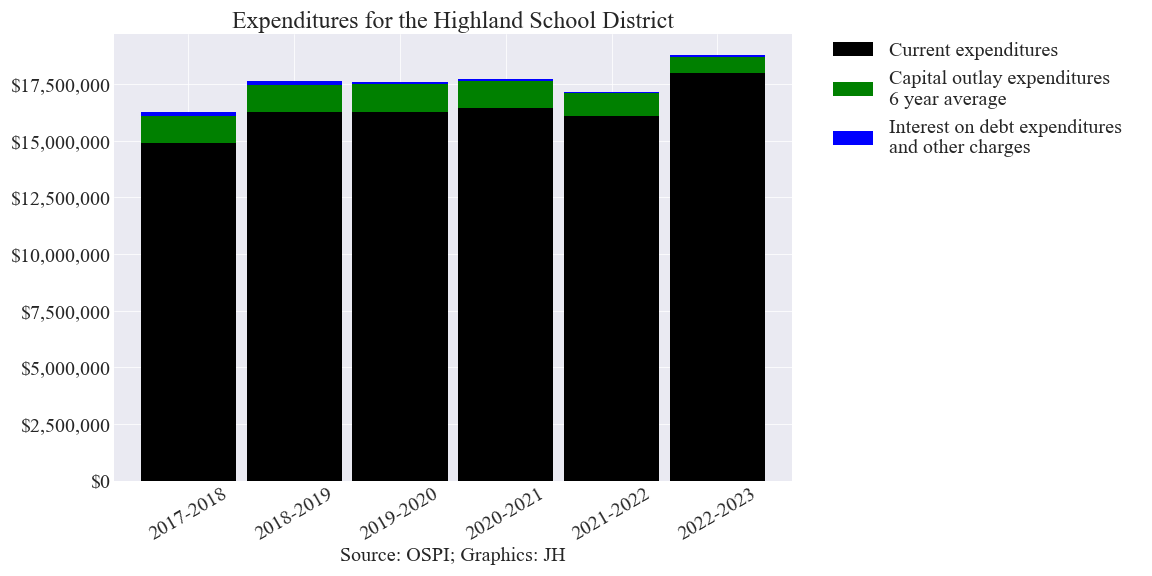 Expenditures for the Highland School District
Current expenditures
Capital outlay expenditures
6 year average
Interest on debt expenditures
and other charges
$17,500,000
$15,000,000
$12,500,000
$10,000,000
$7,500,000
$5,000,000
$2,500,000
$0
2017-2018
2018-2019
2019-2020
2020-2021
2021-2022
2022-2023
Source: OSPI; Graphics: JH